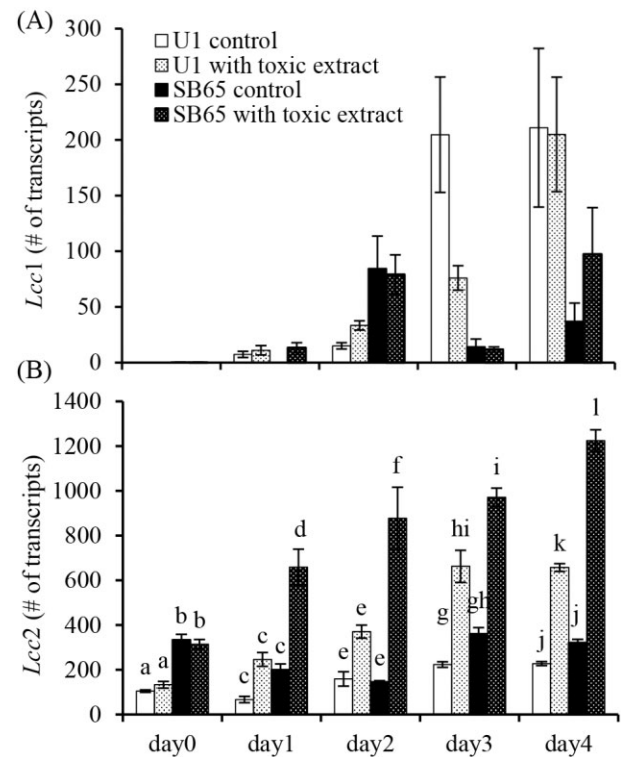 (A)
300
250
200
150
100
50
0
Lcc1 (# of transcripts)
U1 control
U1 with toxic extract
SB65 control
SB65 with toxic extract
(B)
1400
1200
1000
800
600
400
200
0
Lcc2 (# of transcripts)
a a b b
c c c d
e e e f
g hi gh i
j k j l
day0 day1 day2 day3 day4